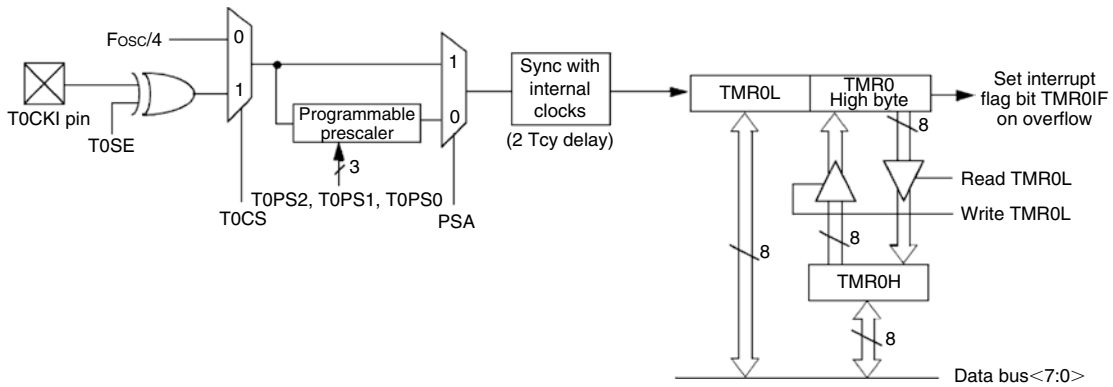 FOSC/4
0
1
T0CKI pin
T0SE
T0CS
Programmable
prescaler
3
T0PS2, T0PS1, T0PS0
1
0
PSA
Sync with
internal
clocks
(2 Tcy delay)
TMR0L
TMR0
High byte
Set interrupt
flag bit TMR0IF
on overflow
8
Read TMR0L
Write TMR0L
8
8
TMR0H
8
Data bus<7:0>